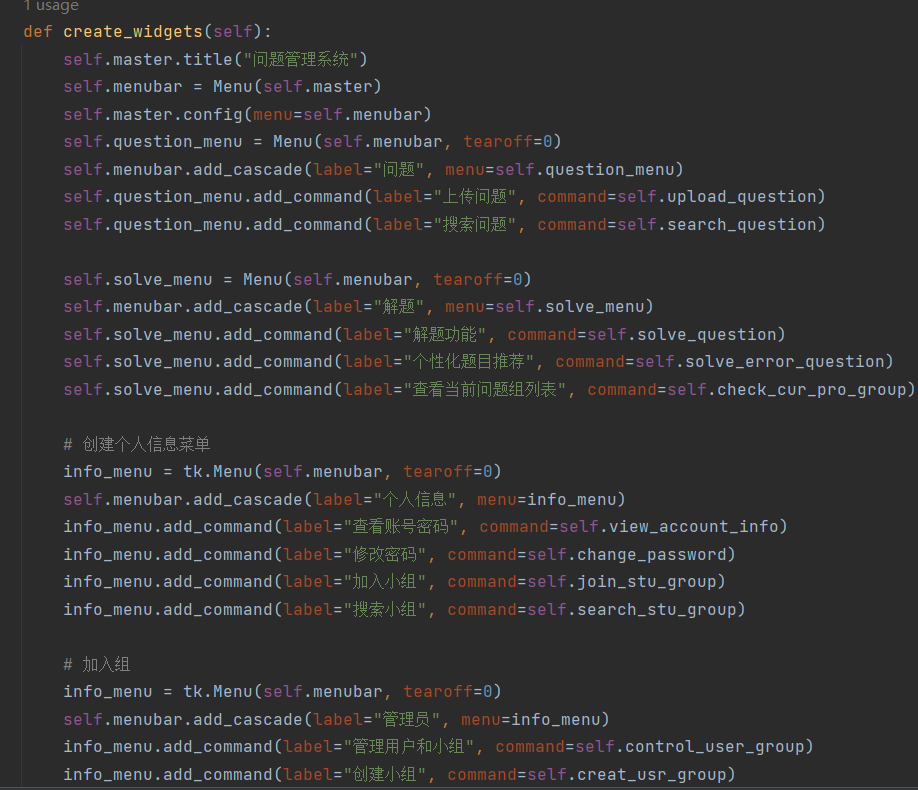 1 usage
def create_widgets(self):
    self.master.title("问题管理系统")
    self.menubar = Menu(self.master)
    self.master.config(menu=self.menubar)
    self.question_menu = Menu(self.menubar, tearoff=0)
    self.menubar.add_cascade(label="问题", menu=self.question_menu)
    self.question_menu.add_command(label="上传问题", command=self.upload_question)
    self.question_menu.add_command(label="搜索问题", command=self.search_question)

    self.solve_menu = Menu(self.menubar, tearoff=0)
    self.menubar.add_cascade(label="解题", menu=self.solve_menu)
    self.solve_menu.add_command(label="解题功能", command=self.solve_question)
    self.solve_menu.add_command(label="个性化题目推荐", command=self.solve_error_question)
    self.solve_menu.add_command(label="查看当前问题组列表", command=self.check_cur_pro_group)

    # 创建个人信息菜单
    info_menu = tk.Menu(self.menubar, tearoff=0)
    self.menubar.add_cascade(label="个人信息", menu=info_menu)
    info_menu.add_command(label="查看账号密码", command=self.view_account_info)
    info_menu.add_command(label="修改密码", command=self.change_password)
    info_menu.add_command(label="加入小组", command=self.join_stu_group)
    info_menu.add_command(label="搜索小组", command=self.search_stu_group)

    # 加入组
    info_menu = tk.Menu(self.menubar, tearoff=0)
    self.menubar.add_cascade(label="管理员", menu=info_menu)
    info_menu.add_command(label="管理用户和小组", command=self.control_user_group)
    info_menu.add_command(label="创建小组", command=self.creat_usr_group)